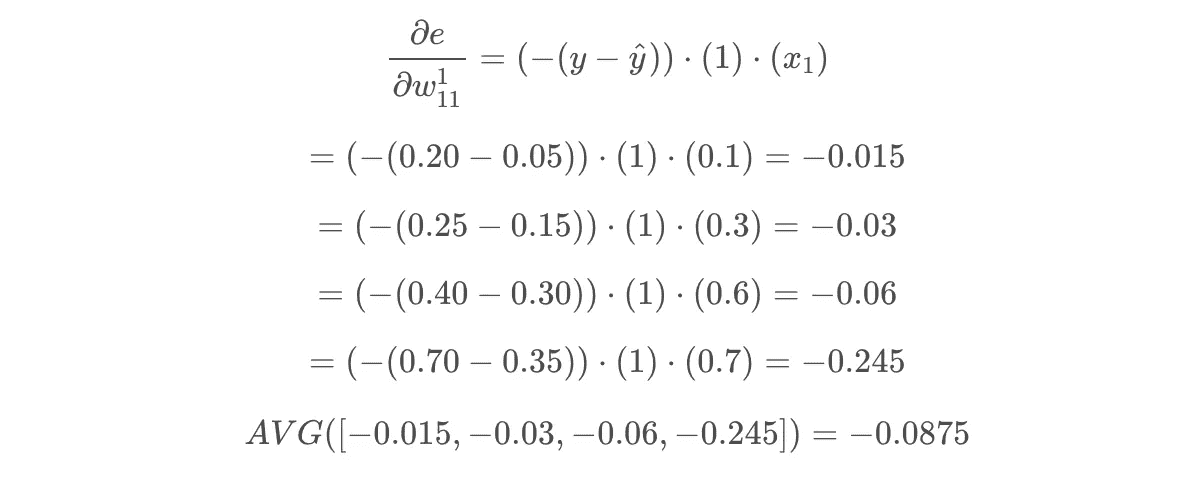 ∂e/∂w¹₁₁ = (−(y − ŷ)) · (1) · (x₁)
= (−(0.20 − 0.05)) · (1) · (0.1) = −0.015
= (−(0.25 − 0.15)) · (1) · (0.3) = −0.03
= (−(0.40 − 0.30)) · (1) · (0.6) = −0.06
= (−(0.70 − 0.35)) · (1) · (0.7) = −0.245
AVG([−0.015, −0.03, −0.06, −0.245]) = −0.0875